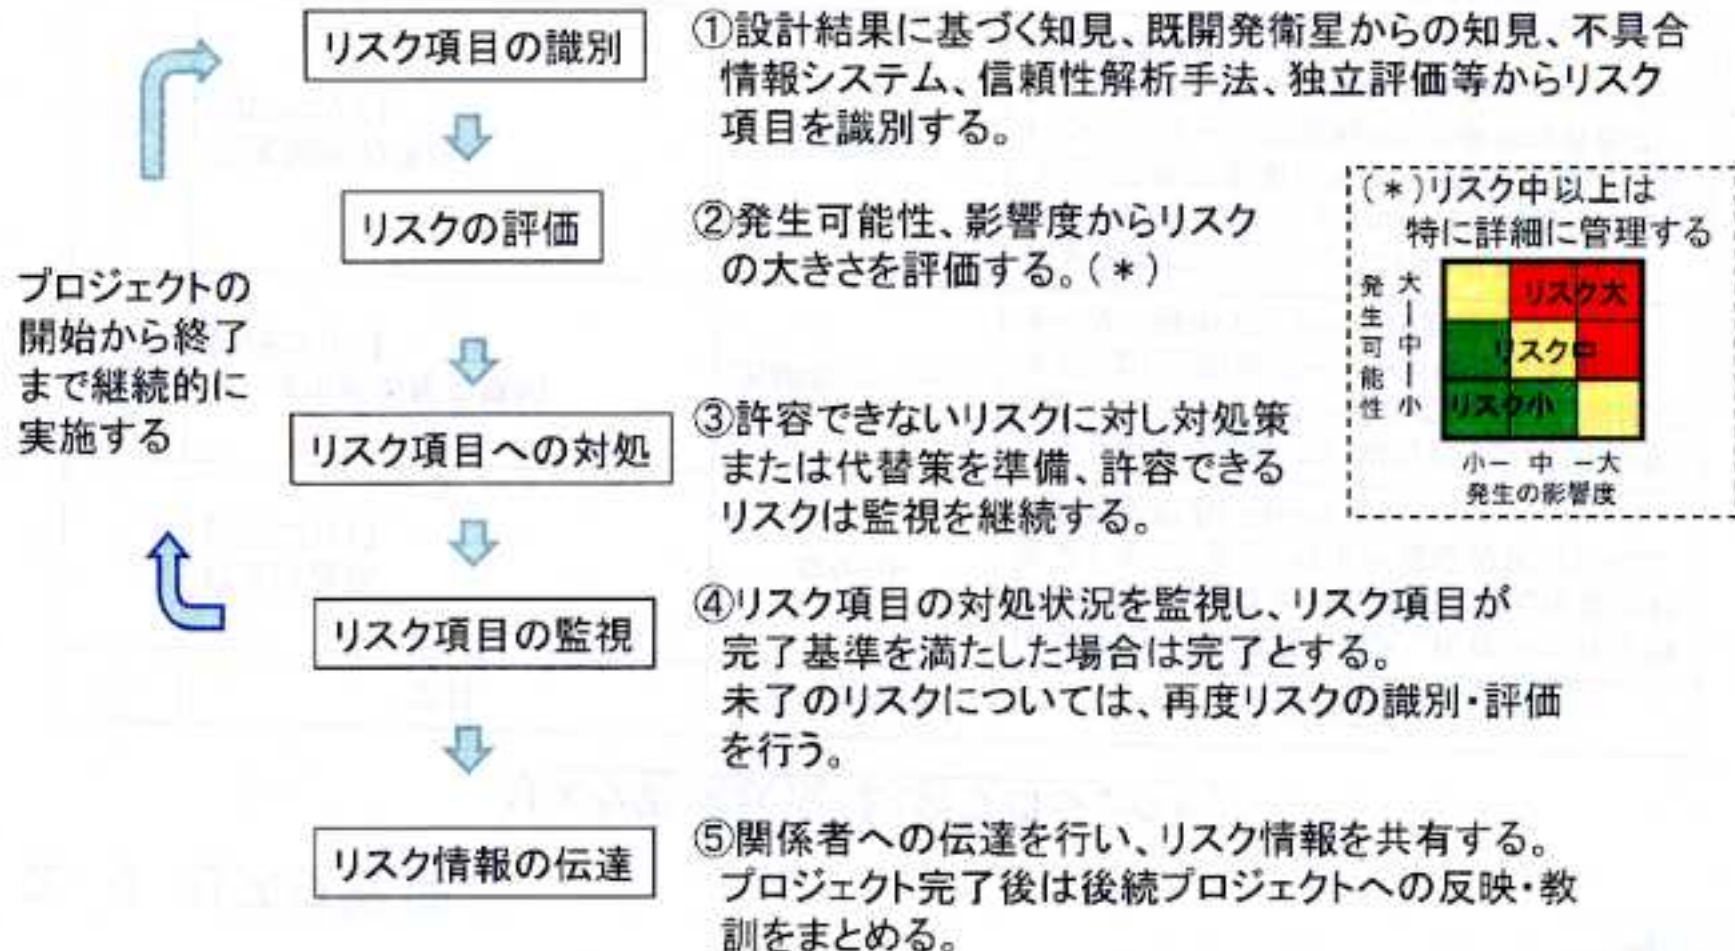 リスク項目の識別
①設計結果に基づく知見、既開発衛星からの知見、不具合
情報システム、信頼性解析手法、独立評価等からリスク
項目を識別する。
リスクの評価
②発生可能性、影響度からリスク
の大きさを評価する。(*)
(*)リスク中以上は
特に詳細に管理する
発生可能性
大ー中ー小
リスク大
リスク中
リスク小
小ー 中 ー大
発生の影響度
プロジェクトの
開始から終了
まで継続的に
実施する
リスク項目への対処
③許容できないリスクに対し対処策
または代替策を準備、許容できる
リスクは監視を継続する。
リスク項目の監視
④リスク項目の対処状況を監視し、リスク項目が
完了基準を満たした場合は完了とする。
未了のリスクについては、再度リスクの識別・評価
を行う。
リスク情報の伝達
⑤関係者への伝達を行い、リスク情報を共有する。
プロジェクト完了後は後続プロジェクトへの反映・教
訓をまとめる。